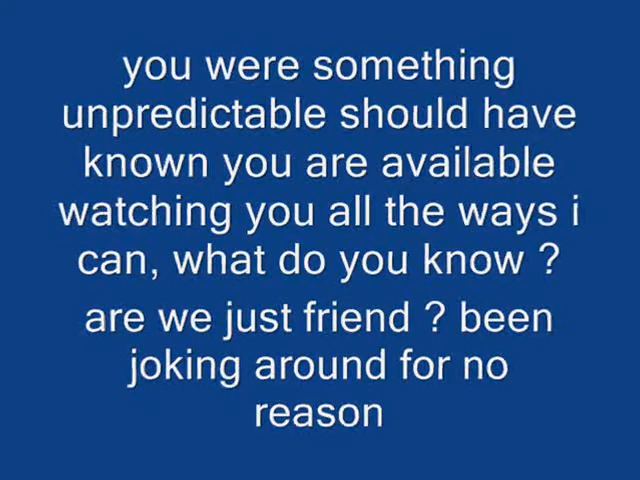 you were something
unpredictable should have
known you are available
watching you all the ways i
can, what do you know ?
are we just friend ? been
joking around for no
reason